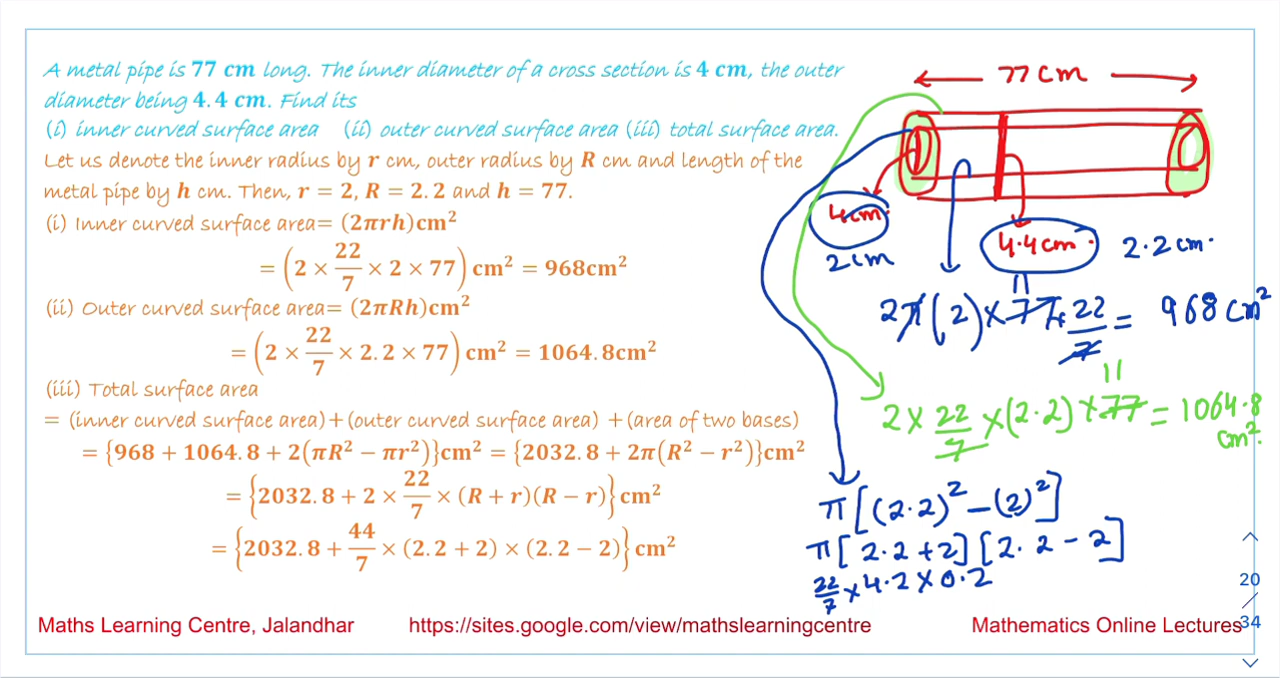 A metal pipe is 77 cm long. The inner diameter of a cross section is 4 cm, the outer
diameter being 4.4 cm. Find its
(i) inner curved surface area (ii) outer curved surface area (iii) total surface area.
Let us denote the inner radius by r cm, outer radius by R cm and length of the
metal pipe by h cm. Then, r = 2, R = 2.2 and h = 77.
(i) Inner curved surface area= (2πrh)cm²
= (2 × 22/7 × 2 × 77) cm² = 968cm²
(ii) Outer curved surface area= (2πRh)cm²
= (2 × 22/7 × 2.2 × 77) cm² = 1064.8cm²
(iii) Total surface area
= (inner curved surface area)+(outer curved surface area) +(area of two bases)
= {968 + 1064.8 + 2(πR² − πr²)}cm² = {2032.8 + 2π(R² − r²)}cm²
= {2032.8 + 2 × 22/7 × (R + r)(R − r)} cm²
= {2032.8 + 44/7 × (2.2 + 2) × (2.2 − 2)} cm²
77 cm
4cm.
2cm
4.4cm.
2.2cm.
11
2π(2)×77×22/7 = 968 cm²
11
2 × 22/7 ×(2.2) ×77 = 1064.8
cm².
π[(2.2)² −(2)²]
π[2.2+2][2.2−2]
22/7 ×4.2×0.2
20
/
34
Maths Learning Centre, Jalandhar https://sites.google.com/view/mathslearningcentre Mathematics Online Lectures